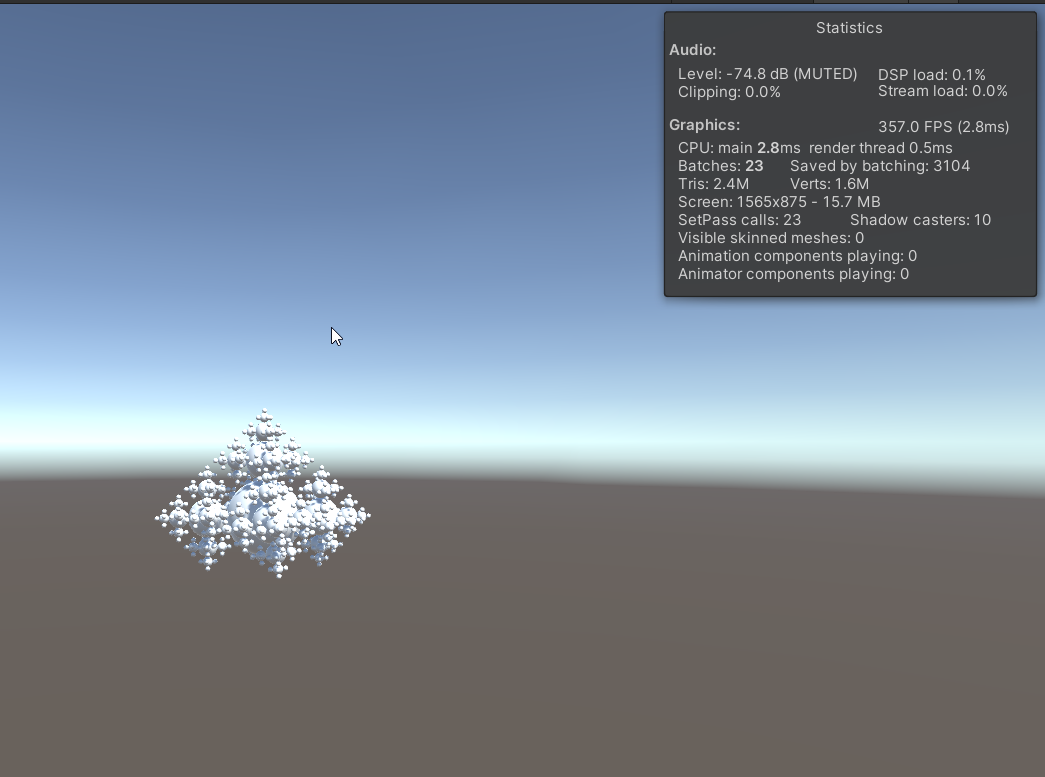 Statistics
Audio:
Level: -74.8 dB (MUTED) DSP load: 0.1%
Clipping: 0.0% Stream load: 0.0%
Graphics: 357.0 FPS (2.8ms)
CPU: main 2.8ms render thread 0.5ms
Batches: 23 Saved by batching: 3104
Tris: 2.4M Verts: 1.6M
Screen: 1565x875 - 15.7 MB
SetPass calls: 23 Shadow casters: 10
Visible skinned meshes: 0
Animation components playing: 0
Animator components playing: 0